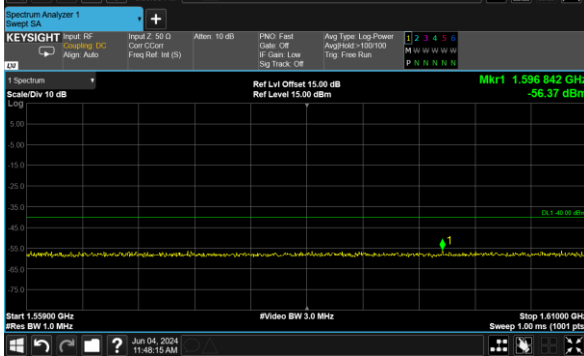 Spectrum Analyzer 1
Swept SA
KEYSIGHT
Input: RF
Coupling: DC
Align: Auto
Input Z: 50 Ω
Corr CCorr
Freq Ref: Int (S)
Atten: 10 dB
PNO: Fast
Gate: Off
IF Gain: Low
Sig Track: Off
Avg Type: Log-Power
Avg|Hold:>100/100
Trig: Free Run
1 2 3 4 5 6
M W W W W W
P N N N N N
LXI
1 Spectrum
Scale/Div 10 dB
Ref Lvl Offset 15.00 dB
Ref Level 15.00 dBm
Mkr1 1.596 842 GHz
-56.37 dBm
Log
5.00
-5.00
-15.0
-25.0
-35.0
DL1 -40.00 dBm
-45.0
1
-55.0
-65.0
-75.0
Start 1.55900 GHz
#Res BW 1.0 MHz
#Video BW 3.0 MHz
Stop 1.61000 GHz
Sweep 1.00 ms (1001 pts)
?
Jun 04, 2024
11:48:15 AM